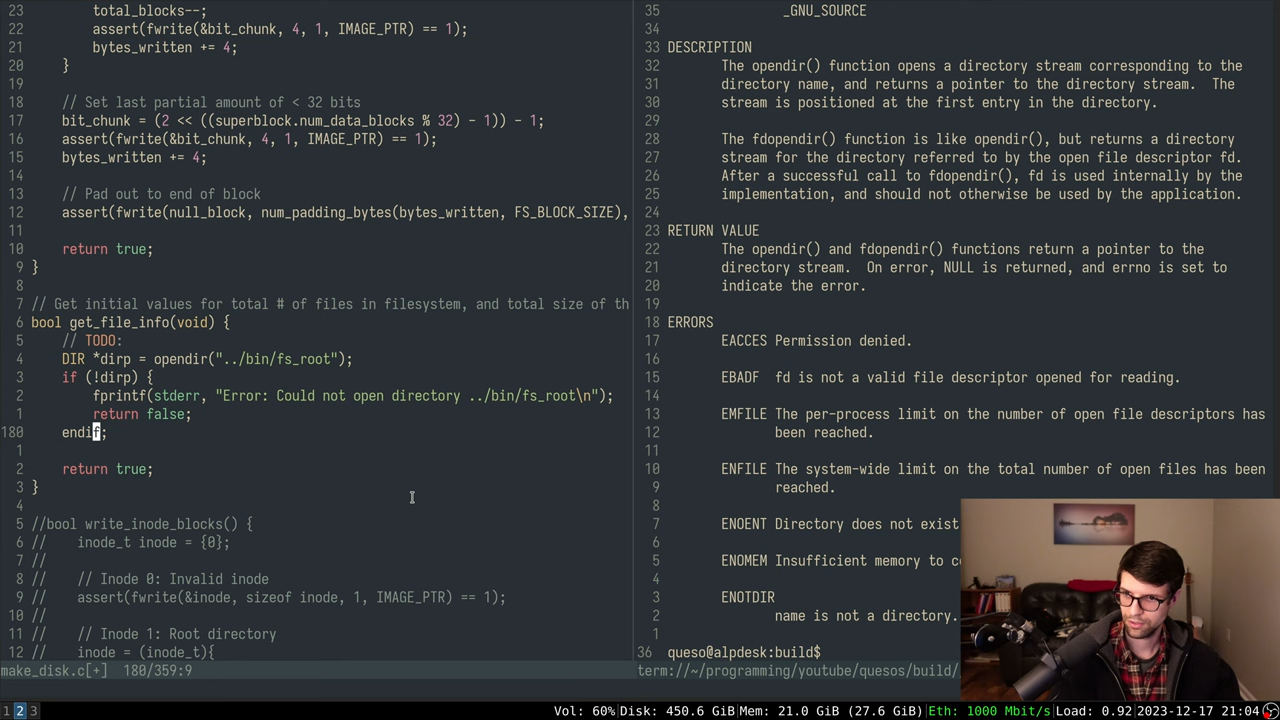 23         total_blocks--;
22         assert(fwrite(&bit_chunk, 4, 1, IMAGE_PTR) == 1);
21         bytes_written += 4;
20     }
19
18     // Set last partial amount of < 32 bits
17     bit_chunk = (2 << ((superblock.num_data_blocks % 32) - 1)) - 1;
16     assert(fwrite(&bit_chunk, 4, 1, IMAGE_PTR) == 1);
15     bytes_written += 4;
14
13     // Pad out to end of block
12     assert(fwrite(null_block, num_padding_bytes(bytes_written, FS_BLOCK_SIZE),
11
10     return true;
9 }
8
7 // Get initial values for total # of files in filesystem, and total size of th
6 bool get_file_info(void) {
5     // TODO:
4     DIR *dirp = opendir("../bin/fs_root");
3     if (!dirp) {
2         fprintf(stderr, "Error: Could not open directory ../bin/fs_root\n");
1         return false;
180     endif;
1
2     return true;
3 }
4
5 //bool write_inode_blocks() {
6 //    inode_t inode = {0};
7 //
8 //    // Inode 0: Invalid inode
9 //    assert(fwrite(&inode, sizeof inode, 1, IMAGE_PTR) == 1);
10 //
11 //    // Inode 1: Root directory
12 //    inode = (inode_t){
make_disk.c[+]  180/359:9
35               _GNU_SOURCE
34
33 DESCRIPTION
32        The opendir() function opens a directory stream corresponding to the
31        directory name, and returns a pointer to the directory stream.  The
30        stream is positioned at the first entry in the directory.
29
28        The fdopendir() function is like opendir(), but returns a directory
27        stream for the directory referred to by the open file descriptor fd.
26        After a successful call to fdopendir(), fd is used internally by the
25        implementation, and should not otherwise be used by the application.
24
23 RETURN VALUE
22        The opendir() and fdopendir() functions return a pointer to the
21        directory stream.  On error, NULL is returned, and errno is set to
20        indicate the error.
19
18 ERRORS
17        EACCES Permission denied.
16
15        EBADF  fd is not a valid file descriptor opened for reading.
14
13        EMFILE The per-process limit on the number of open file descriptors has
12               been reached.
11
10        ENFILE The system-wide limit on the total number of open files has been
9               reached.
8
7        ENOENT Directory does not exist
6
5        ENOMEM Insufficient memory to
4
3        ENOTDIR
2               name is not a directory.
1
36 queso@alpdesk:build$
term://~/programming/youtube/quesos/build/
1 2 3
Vol: 60%|Disk: 450.6 GiB|Mem: 21.0 GiB (27.6 GiB)|Eth: 1000 Mbit/s|Load: 0.92 2023-12-17 21:04